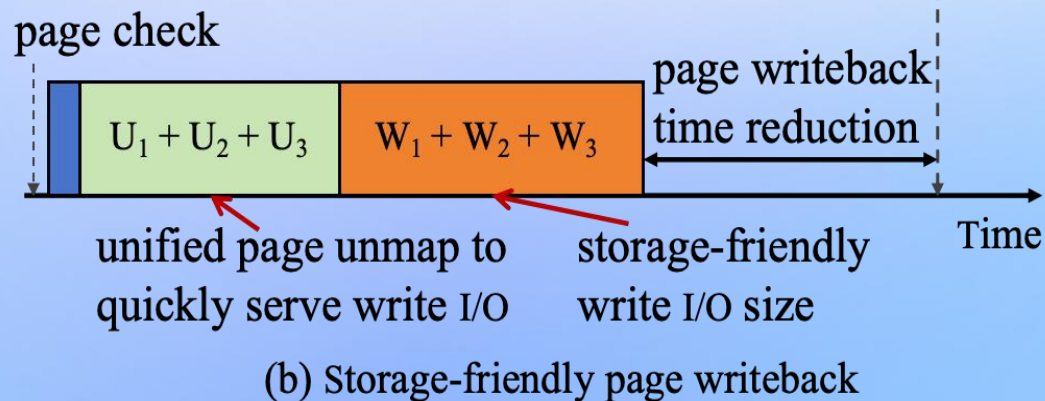 page check
U₁ + U₂ + U₃
W₁ + W₂ + W₃
page writeback
time reduction
Time
unified page unmap to
quickly serve write I/O
storage-friendly
write I/O size
(b) Storage-friendly page writeback